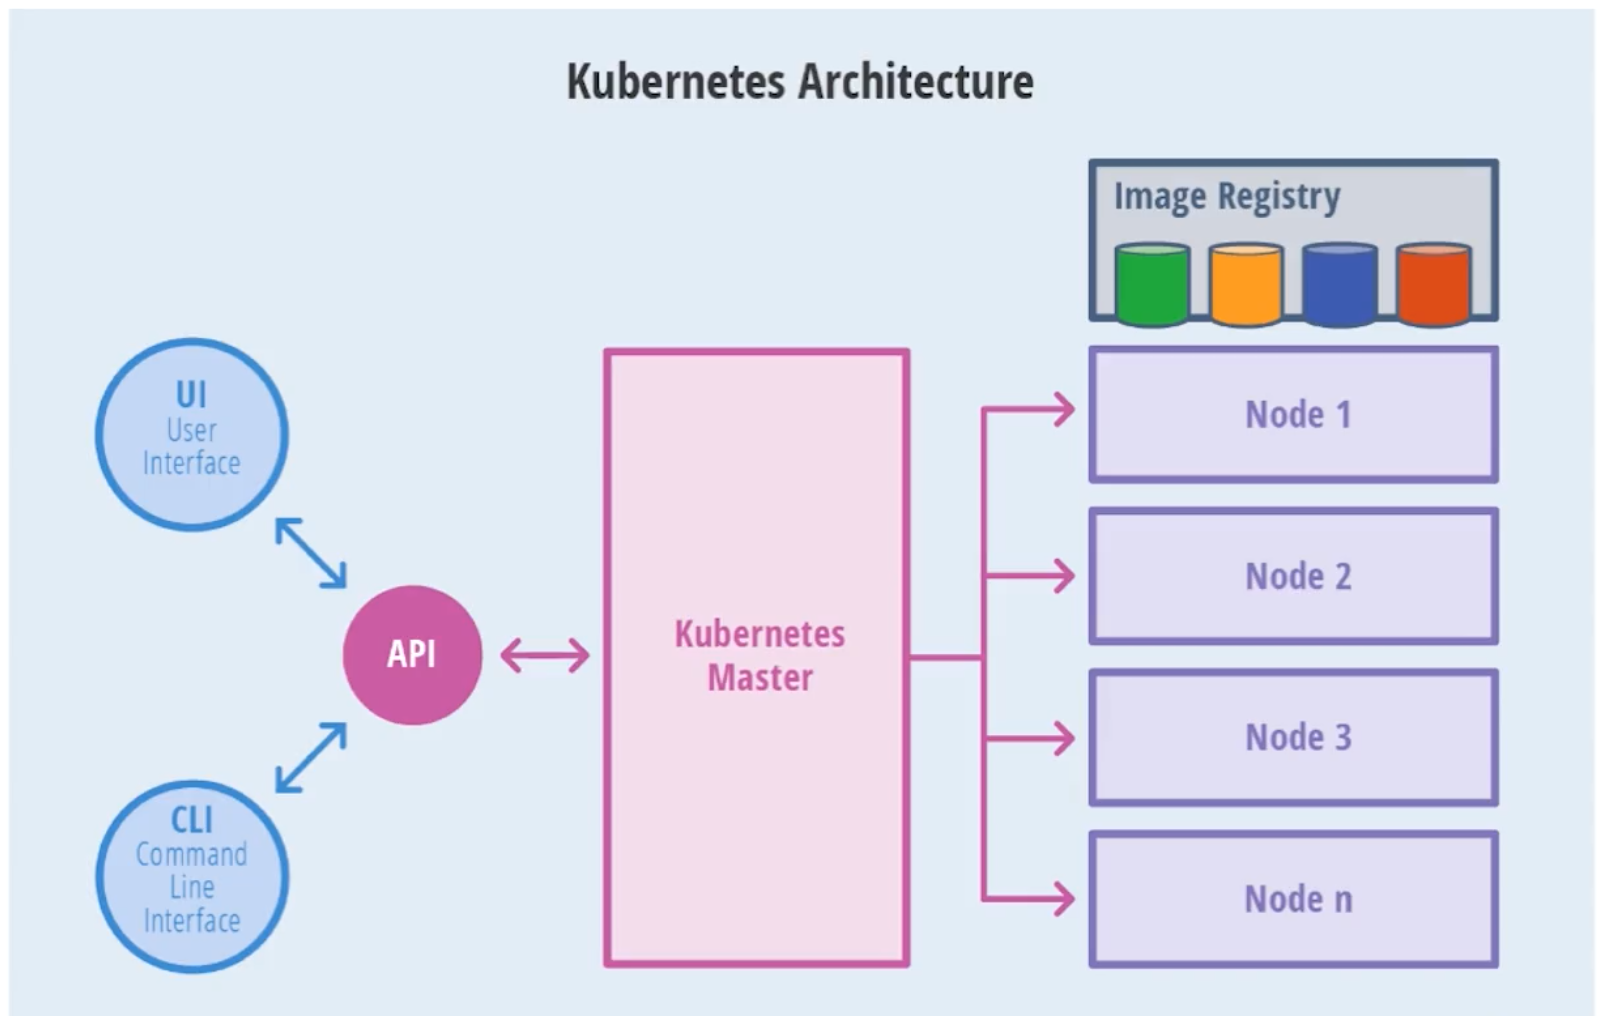 Kubernetes Architecture
Image Registry
UI
User
Interface
API
CLI
Command
Line
Interface
Kubernetes
Master
Node 1
Node 2
Node 3
Node n